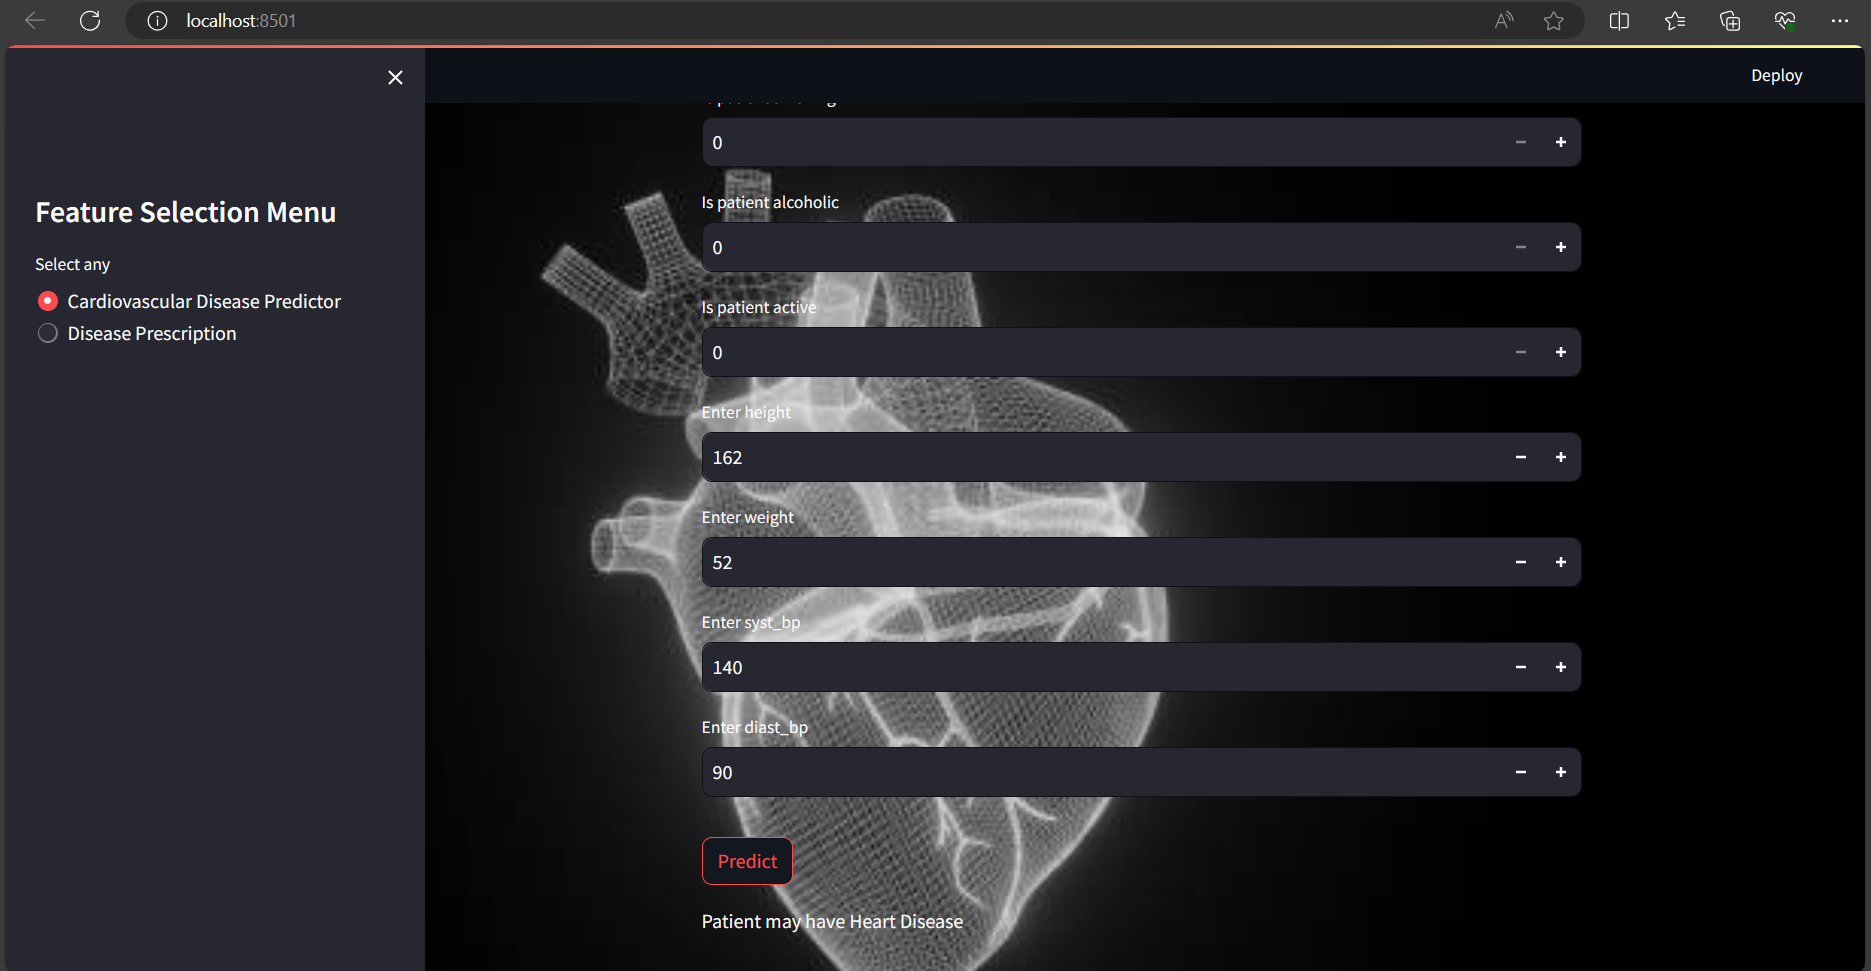 localhost:8501
Deploy
Feature Selection Menu
Select any
Cardiovascular Disease Predictor
Disease Prescription
0
Is patient alcoholic
0
Is patient active
0
Enter height
162
Enter weight
52
Enter syst_bp
140
Enter diast_bp
90
Predict
Patient may have Heart Disease